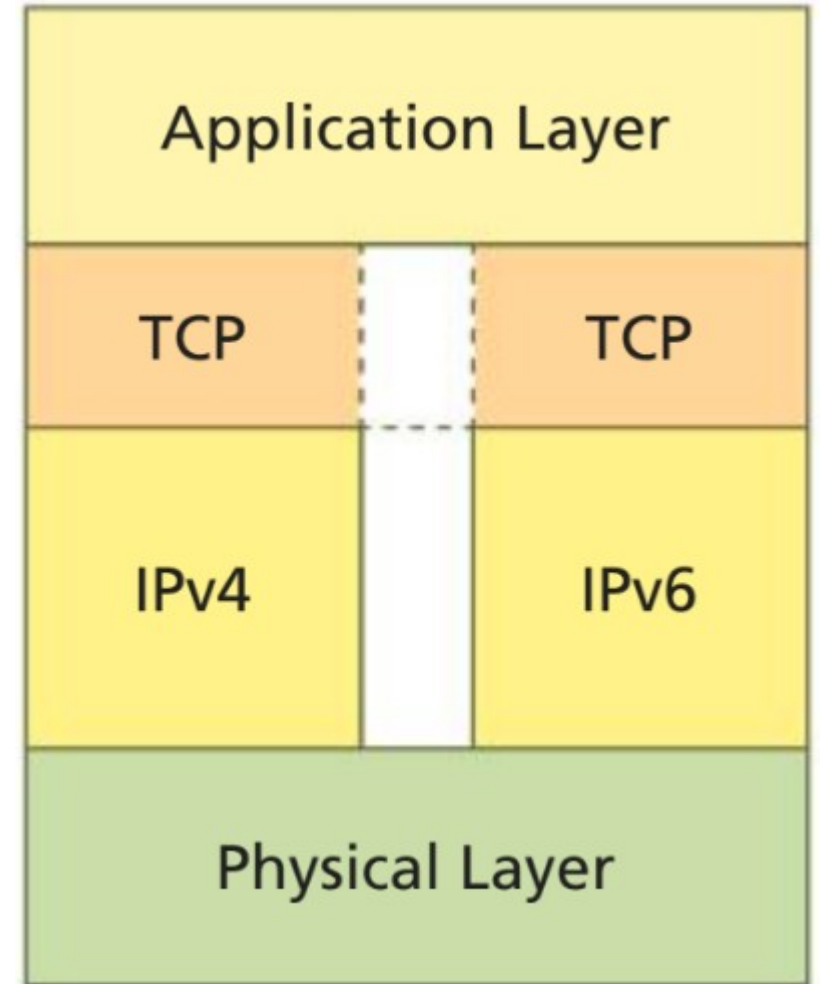 Application Layer
TCP
TCP
IPv4
IPv6
Physical Layer